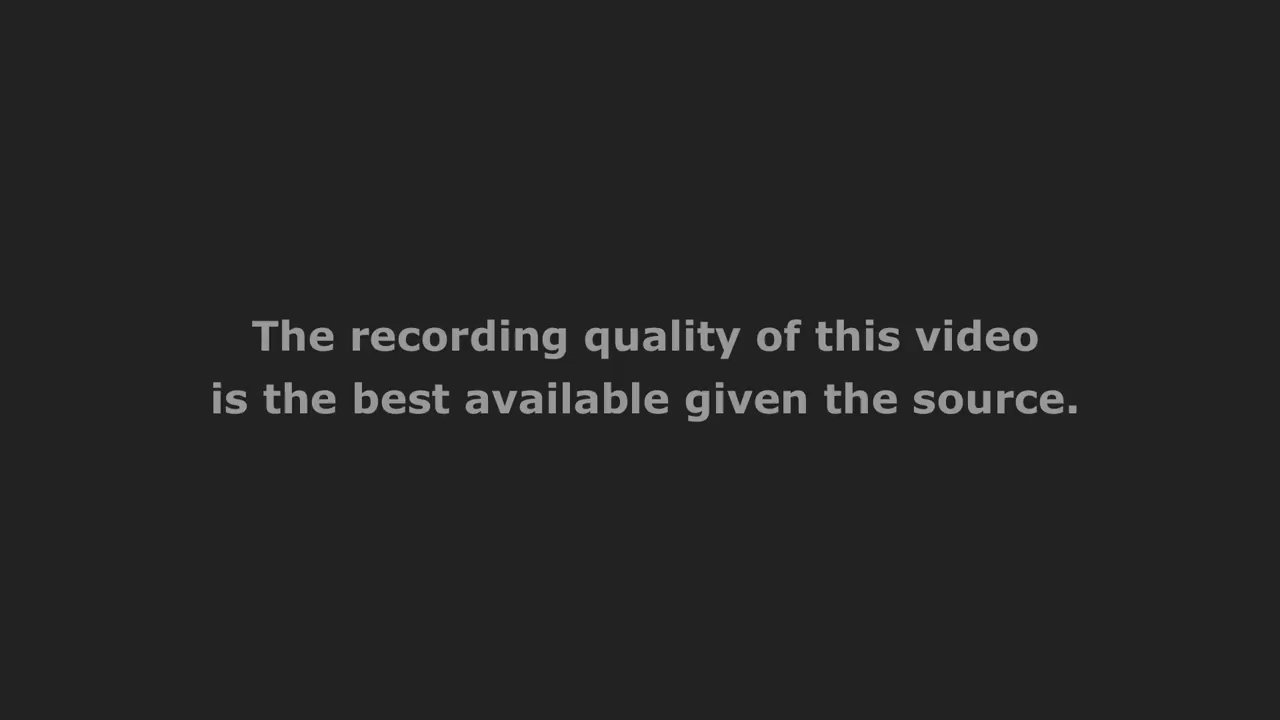 The recording quality of this video
is the best available given the source.